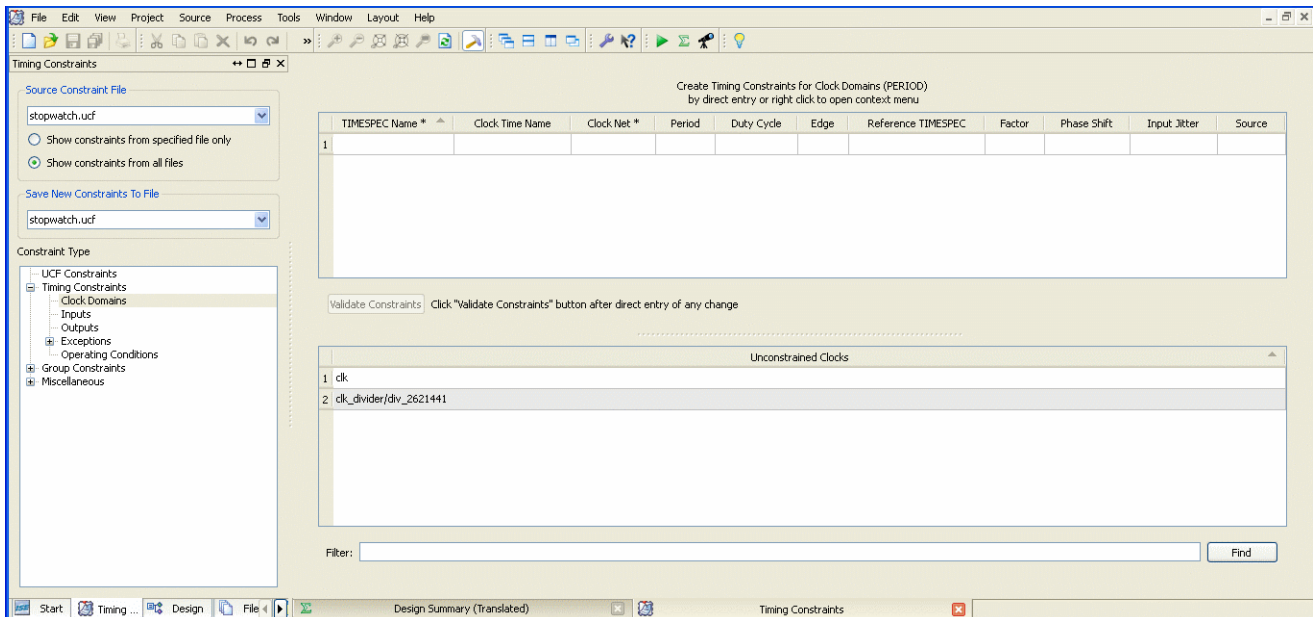 File Edit View Project Source Process Tools Window Layout Help
Timing Constraints
Source Constraint File
stopwatch.ucf
Show constraints from specified file only
Show constraints from all files
Save New Constraints To File
stopwatch.ucf
Constraint Type
UCF Constraints
Timing Constraints
Clock Domains
Inputs
Outputs
Exceptions
Operating Conditions
Group Constraints
Miscellaneous
Create Timing Constraints for Clock Domains (PERIOD)
by direct entry or right click to open context menu
TIMESPEC Name * Clock Time Name Clock Net * Period Duty Cycle Edge Reference TIMESPEC Factor Phase Shift Input Jitter Source
1
Validate Constraints Click "Validate Constraints" button after direct entry of any change
Unconstrained Clocks
1 clk
2 clk_divider/div_2621441
Filter: Find
Start Timing ... Design File Design Summary (Translated) Timing Constraints